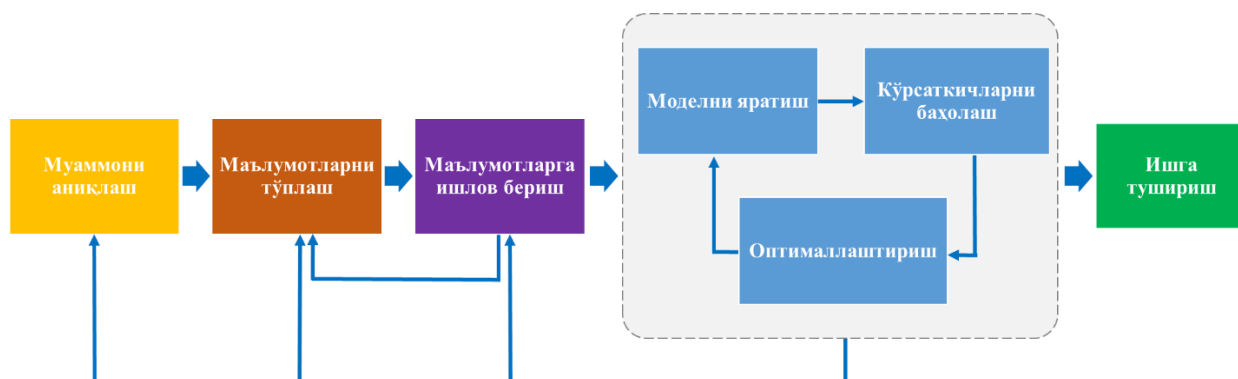 Муаммони
аниқлаш
Маълумотларни
тўплаш
Маълумотларга
ишлов бериш
Моделни яратиш
Кўрсаткичларни
баҳолаш
Оптималлаштириш
Ишга
тушириш